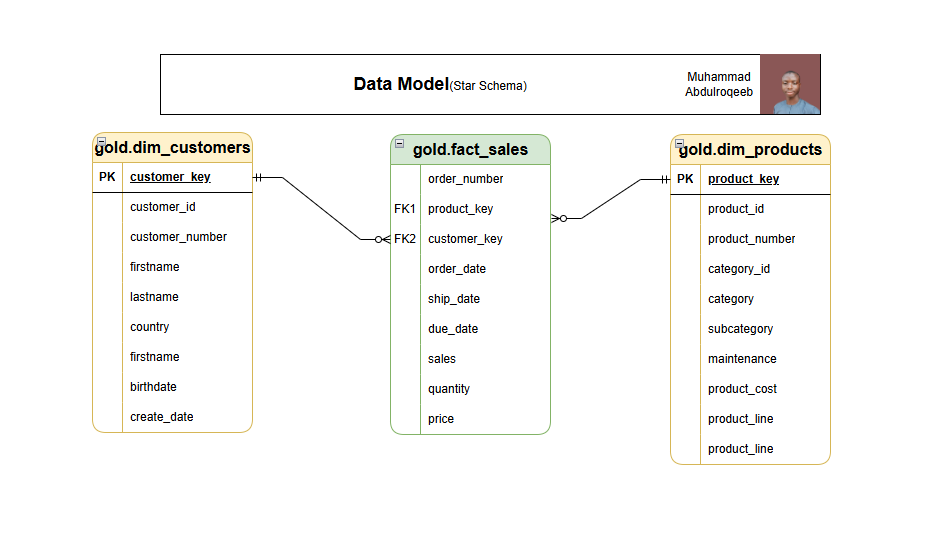 Data Model(Star Schema)
Muhammad
Abdulroqeeb
gold.dim_customers
PK customer_key
customer_id
customer_number
firstname
lastname
country
firstname
birthdate
create_date
gold.fact_sales
order_number
FK1 product_key
FK2 customer_key
order_date
ship_date
due_date
sales
quantity
price
gold.dim_products
PK product_key
product_id
product_number
category_id
category
subcategory
maintenance
product_cost
product_line
product_line